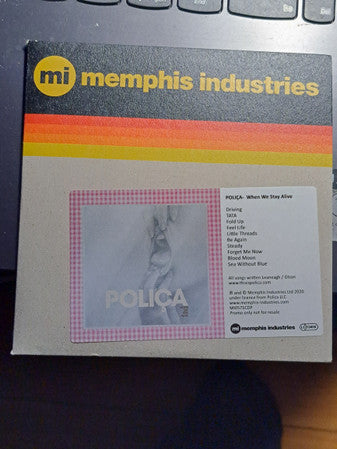 mi memphis industries
POLIÇA- When We Stay Alive
Driving
TATA
Fold Up
Feel Life
Little Threads
Be Again
Steady
Forget Me Now
Blood Moon
Sea Without Blue
POLIÇA
All songs written Leaneagh / Olson
www.thisispolica.com
℗ and © Memphis Industries Ltd 2020
under license from Poliça LLC
www.memphis-industries.com
Promo only not for resale
mi memphis industries